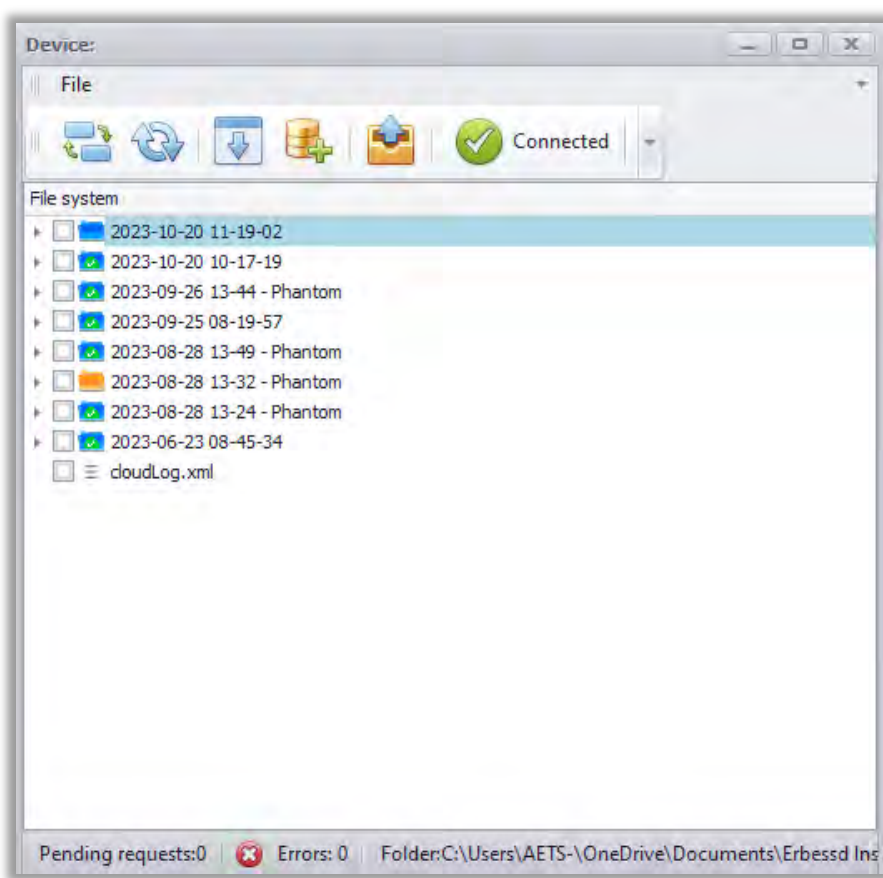 Device:
File
Connected
File system
2023-10-20 11-19-02
2023-10-20 10-17-19
2023-09-26 13-44 - Phantom
2023-09-25 08-19-57
2023-08-28 13-49 - Phantom
2023-08-28 13-32 - Phantom
2023-08-28 13-24 - Phantom
2023-06-23 08-45-34
cloudLog.xml
Pending requests:0 Errors: 0 Folder:C:\Users\AETS-\OneDrive\Documents\Erbessd Ins